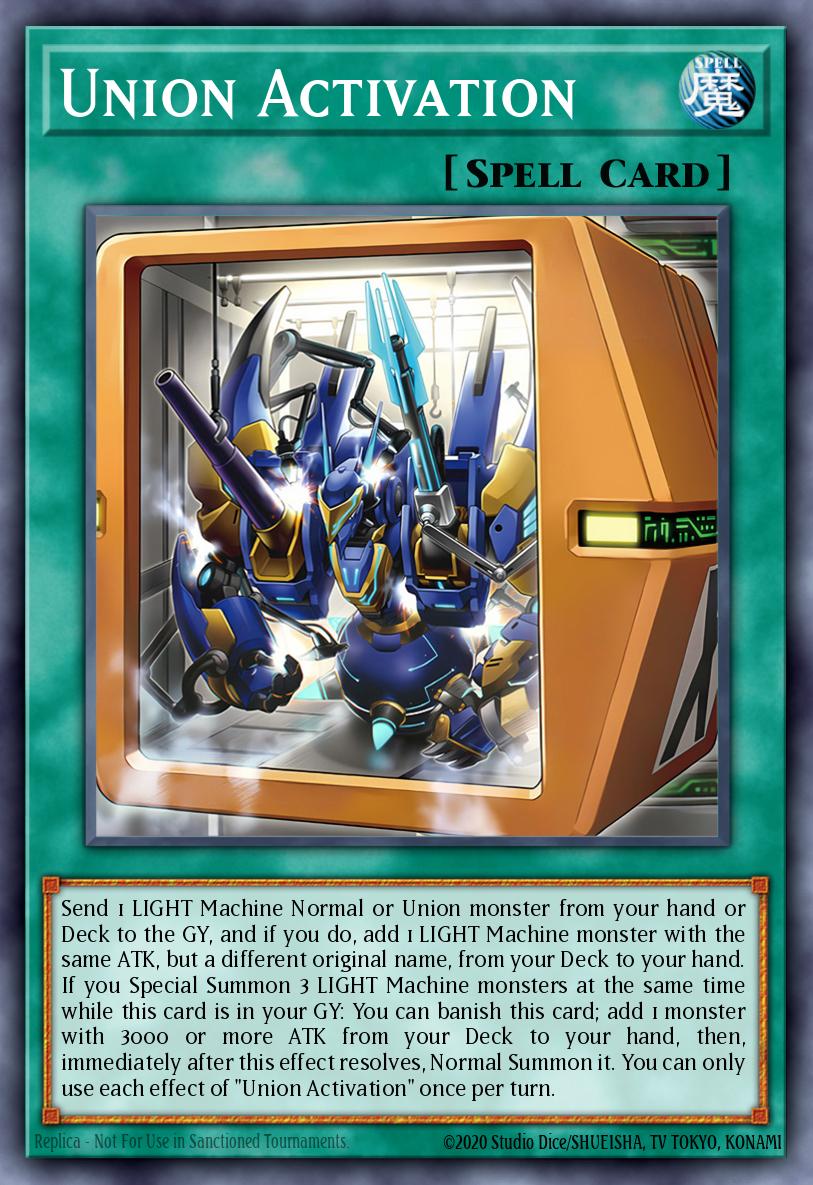 Union Activation
SPELL
魔
[ Spell Card ]
Send 1 LIGHT Machine Normal or Union monster from your hand or
Deck to the GY, and if you do, add 1 LIGHT Machine monster with the
same ATK, but a different original name, from your Deck to your hand.
If you Special Summon 3 LIGHT Machine monsters at the same time
while this card is in your GY: You can banish this card; add 1 monster
with 3000 or more ATK from your Deck to your hand, then,
immediately after this effect resolves, Normal Summon it. You can only
use each effect of "Union Activation" once per turn.
Replica - Not For Use in Sanctioned Tournaments.
©2020 Studio Dice/SHUEISHA, TV TOKYO, KONAMI